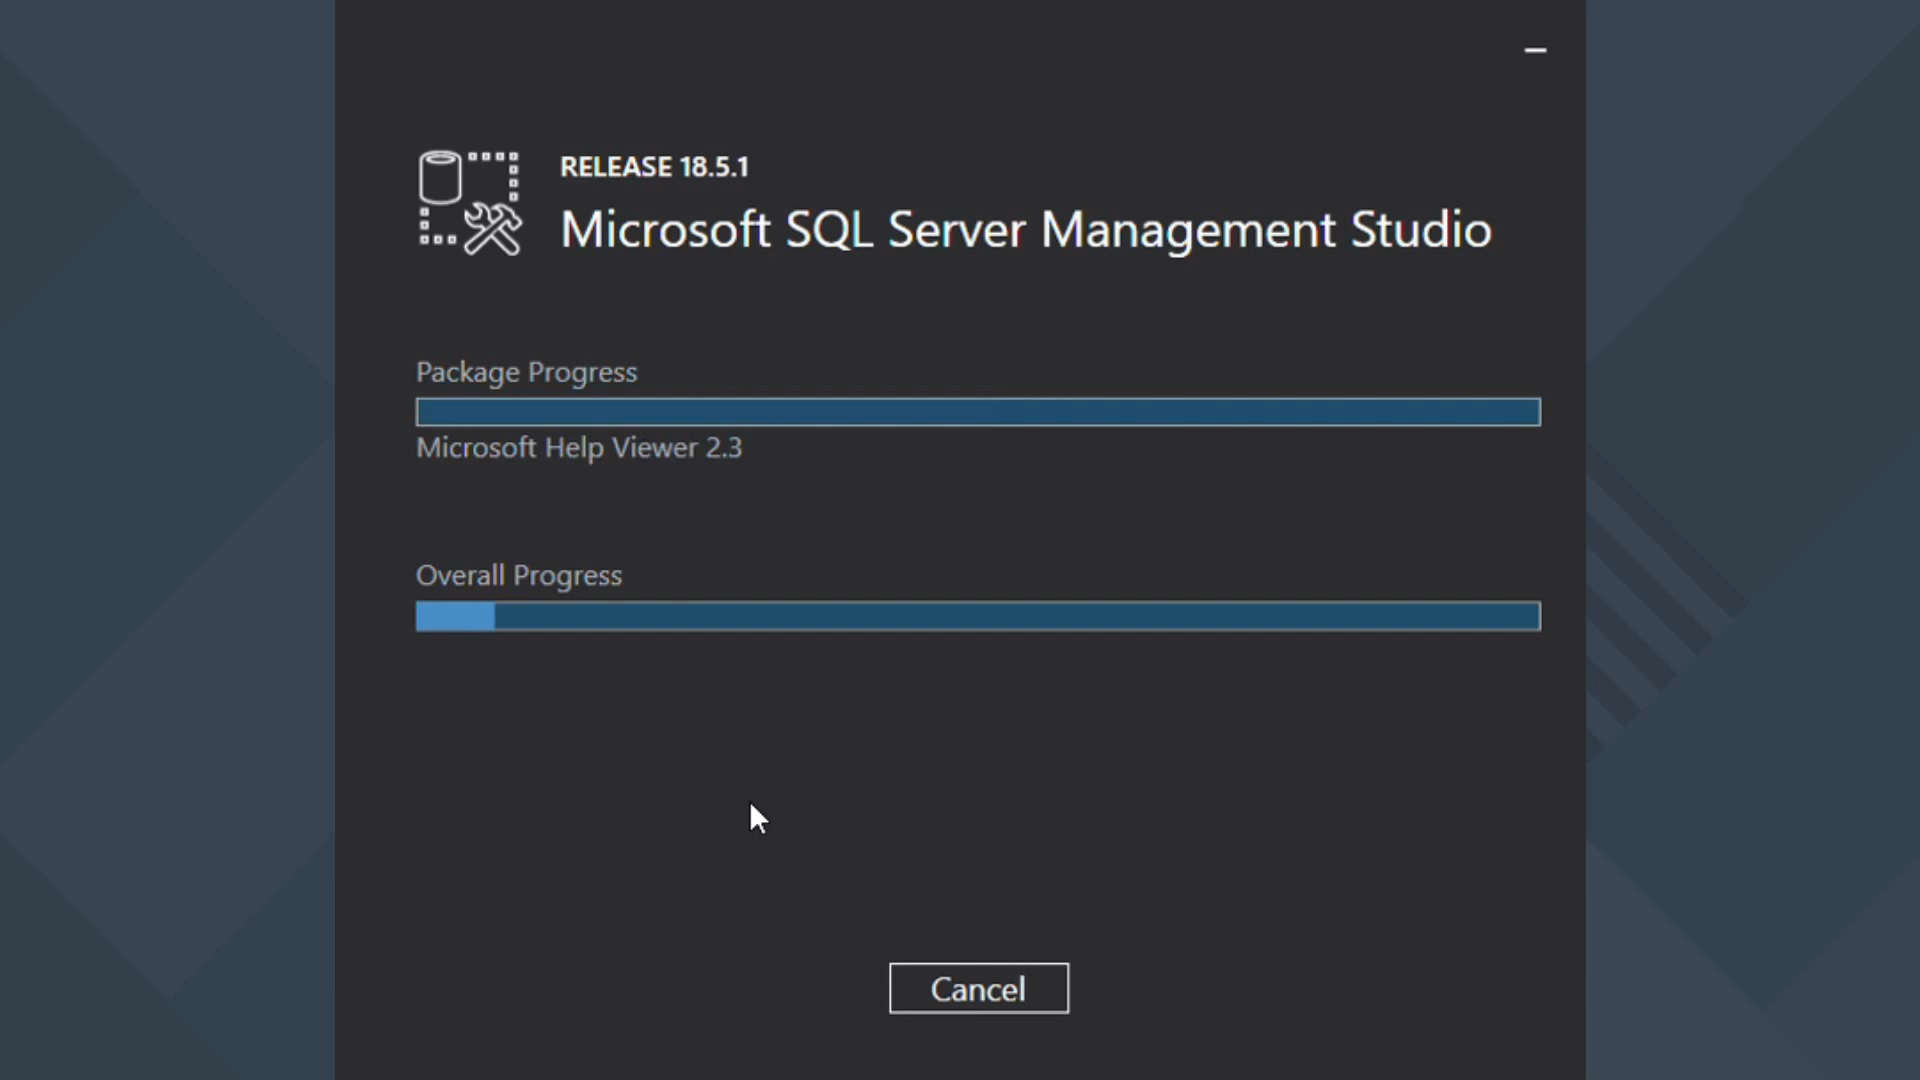 RELEASE 18.5.1
Microsoft SQL Server Management Studio
Package Progress
Microsoft Help Viewer 2.3
Overall Progress
Cancel